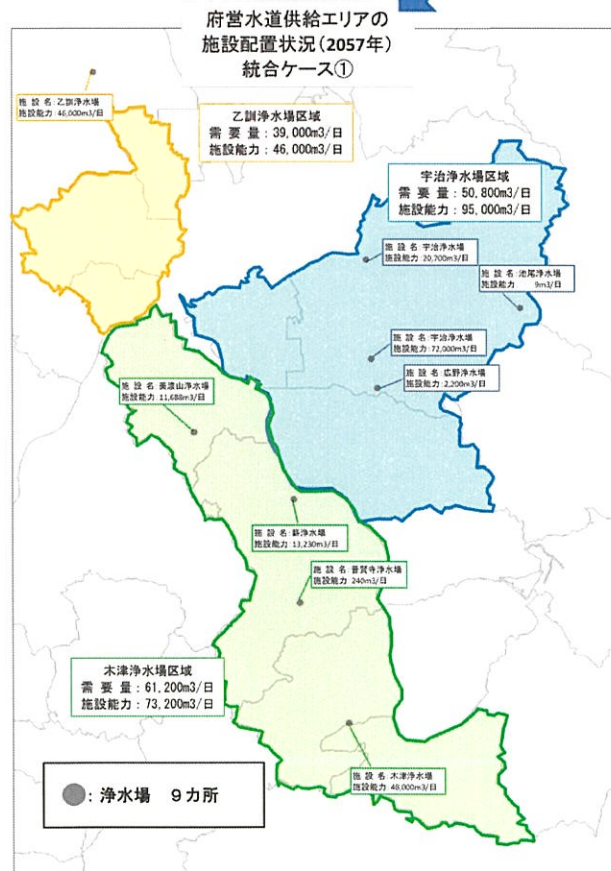 府営水道供給エリアの
施設配置状況(2057年)
統合ケース①
施 設 名:乙訓浄水場
施設能力:46,000m3/日
乙訓浄水場区域
需 要 量 : 39,000m3/日
施設能力 : 46,000m3/日
宇治浄水場区域
需 要 量 : 50,800m3/日
施設能力 : 95,000m3/日
施 設 名:宇治浄水場
施設能力:20,700m3/日
施 設 名:池尾浄水場
施設能力 9m3/日
施 設 名:宇治浄水場
施設能力:72,000m3/日
施 設 名:広野浄水場
施設能力:2,200m3/日
施 設 名 美濃山浄水場
施設能力:11,688m3/日
施 設 名:薪浄水場
施設能力:13,230m3/日
施 設 名 普賢寺浄水場
施設能力 240m3/日
木津浄水場区域
需 要 量 : 61,200m3/日
施設能力 : 73,200m3/日
施 設 名:木津浄水場
施設能力:48,000m3/日
: 浄水場 9カ所